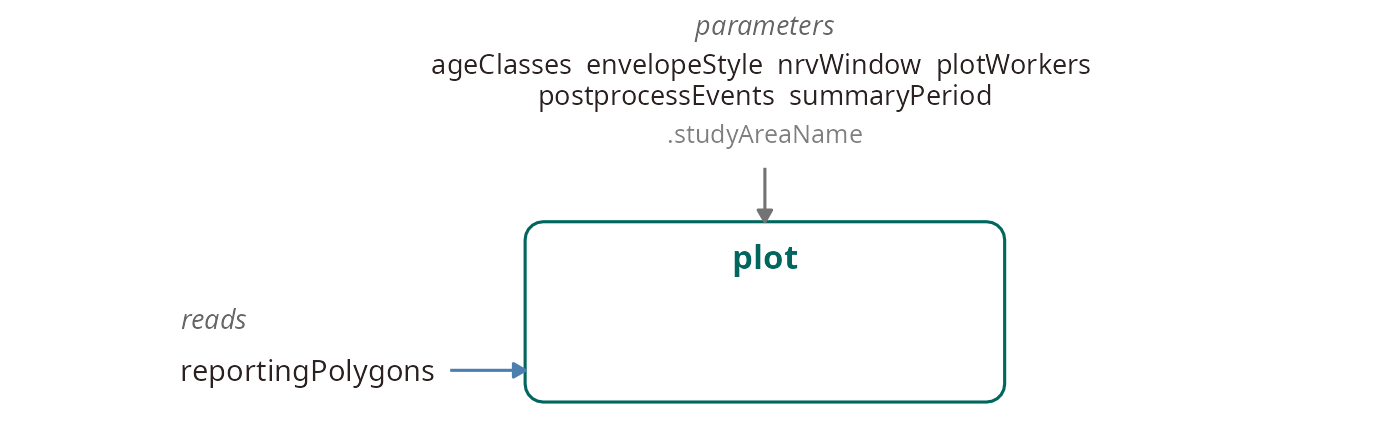 parameters
ageClasses envelopeStyle nrvWindow plotWorkers
postprocessEvents summaryPeriod
.studyAreaName
plot
reads
reportingPolygons